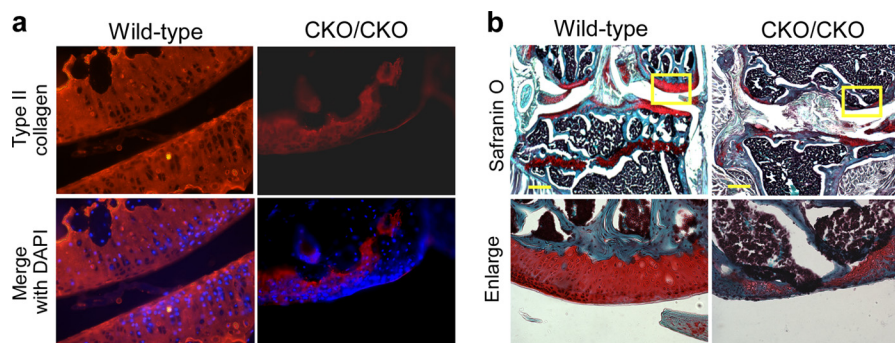 a
Wild-type
CKO/CKO
Type II
collagen
Merge
with DAPI
b
Wild-type
CKO/CKO
Safranin O
Enlarge